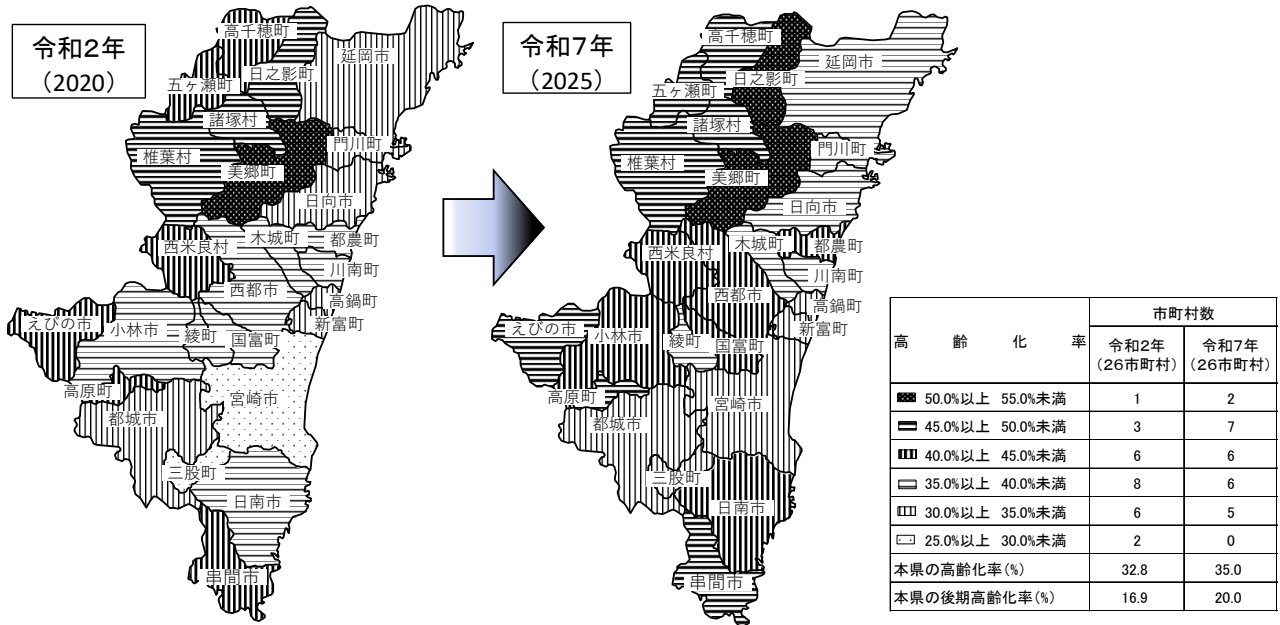 令和2年
(2020)
高千穂町
延岡市
日之影町
五ヶ瀬町
諸塚村
門川町
椎葉村
美郷町
日向市
木城町
都農町
西米良村
川南町
西都市
高鍋町
えびの市
小林市
綾町
国富町
新富町
高原町
宮崎市
都城市
三股町
日南市
串間市
令和7年
(2025)
高千穂町
延岡市
日之影町
五ヶ瀬町
諸塚村
門川町
椎葉村
美郷町
日向市
木城町
都農町
西米良村
川南町
西都市
高鍋町
えびの市
小林市
綾町
国富町
新富町
高原町
宮崎市
都城市
三股町
日南市
串間市
高齢化率 市町村数
令和2年 令和7年
(26市町村) (26市町村)
50.0%以上 55.0%未満 1 2
45.0%以上 50.0%未満 3 7
40.0%以上 45.0%未満 6 6
35.0%以上 40.0%未満 8 6
30.0%以上 35.0%未満 6 5
25.0%以上 30.0%未満 2 0
本県の高齢化率(%) 32.8 35.0
本県の後期高齢化率(%) 16.9 20.0